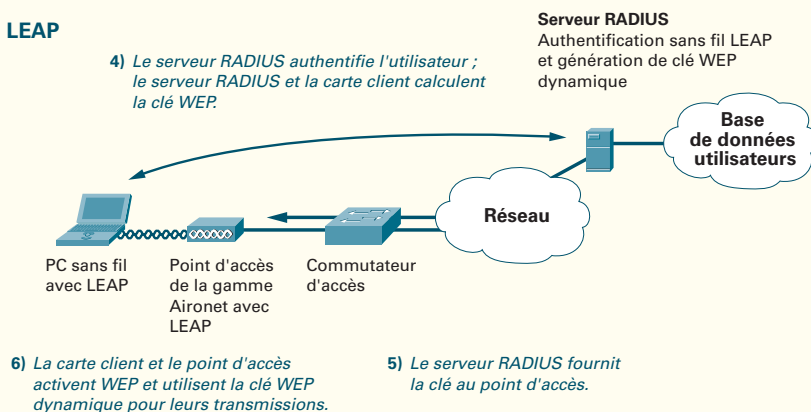 LEAP
4) Le serveur RADIUS authentifie l'utilisateur ;
le serveur RADIUS et la carte client calculent
la clé WEP.
Serveur RADIUS
Authentification sans fil LEAP
et génération de clé WEP
dynamique
Base
de données
utilisateurs
Réseau
PC sans fil
avec LEAP
Point d'accès
de la gamme
Aironet avec
LEAP
Commutateur
d'accès
6) La carte client et le point d'accès
activent WEP et utilisent la clé WEP
dynamique pour leurs transmissions.
5) Le serveur RADIUS fournit
la clé au point d'accès.